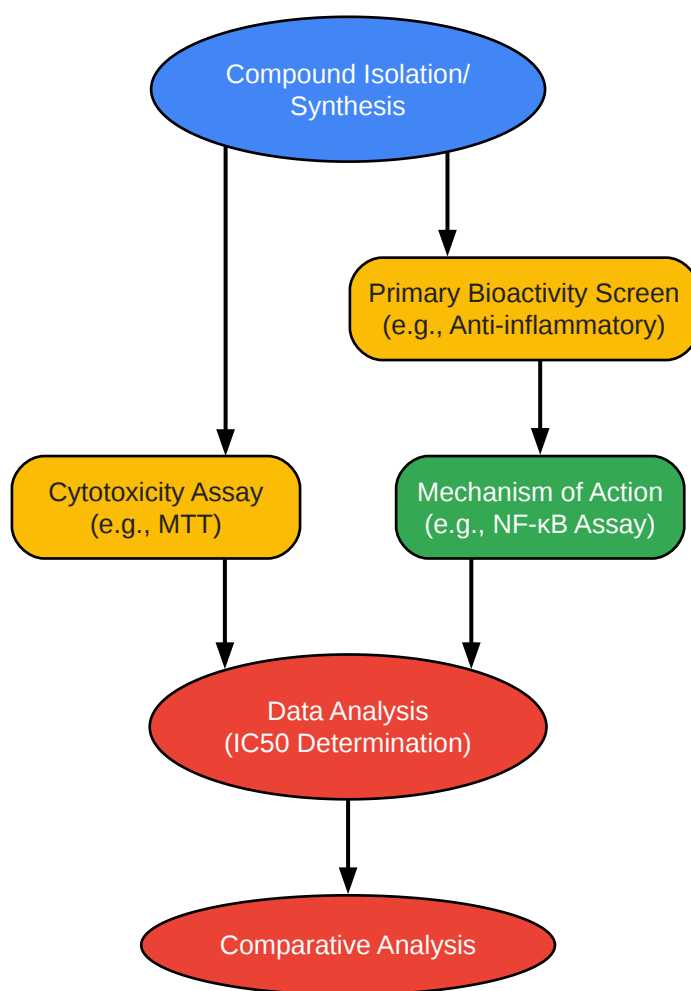 Compound Isolation/
Synthesis
Primary Bioactivity Screen
(e.g., Anti-inflammatory)
Cytotoxicity Assay
(e.g., MTT)
Mechanism of Action
(e.g., NF-κB Assay)
Data Analysis
(IC50 Determination)
Comparative Analysis